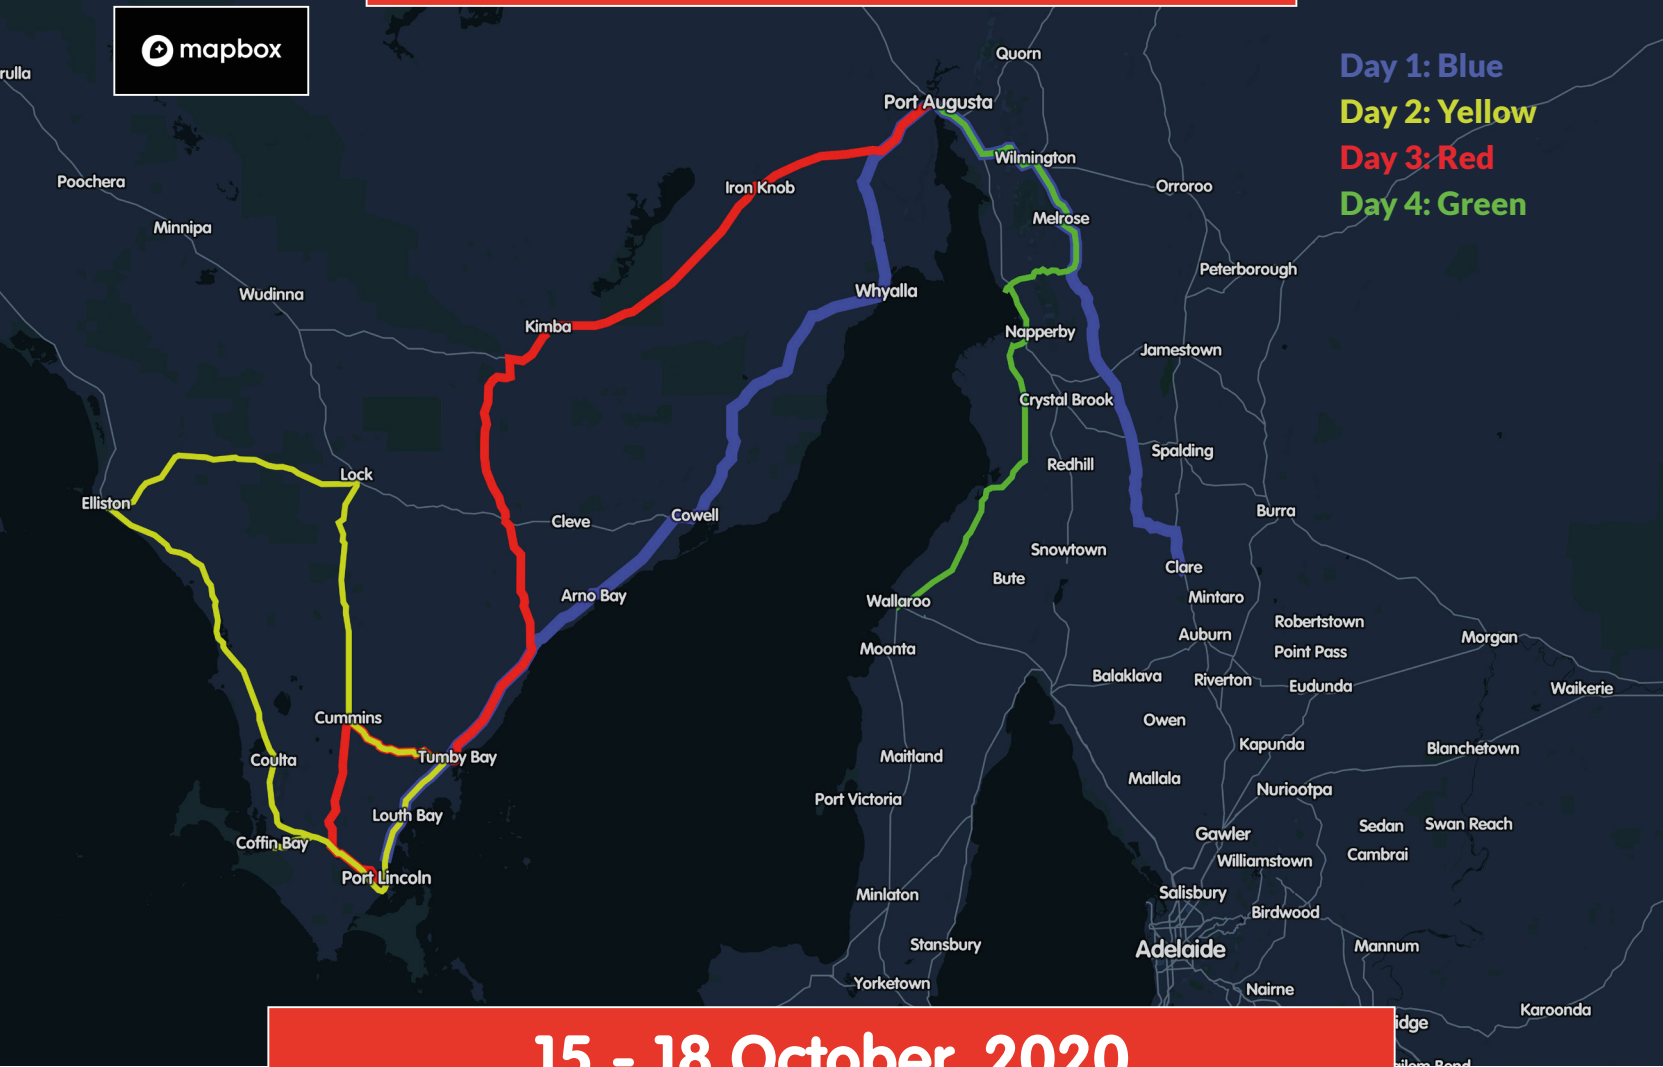 mapbox
Day 1: Blue
Day 2: Yellow
Day 3: Red
Day 4: Green
Quorn
rulla
Port Augusta
Wilmington
Poochera
Iron Knob
Orroroo
Melrose
Minnipa
Peterborough
Whyalla
Wudinna
Kimba
Napperby
Jamestown
Crystal Brook
Spalding
Redhill
Lock
Elliston
Cleve
Cowell
Burra
Snowtown
Clare
Bute
Arno Bay
Wallaroo
Mintaro
Robertstown
Auburn
Morgan
Moonta
Point Pass
Balaklava
Riverton
Eudunda
Waikerie
Cummins
Owen
Kapunda
Blanchetown
Coulta
Tumby Bay
Maitland
Mallala
Nuriootpa
Port Victoria
Louth Bay
Sedan
Swan Reach
Gawler
Coffin Bay
Cambrai
Williamstown
Port Lincoln
Minlaton
Salisbury
Birdwood
Stansbury
Adelaide
Mannum
Yorketown
Nairne
Karoonda
idge
15 - 18 October, 2020